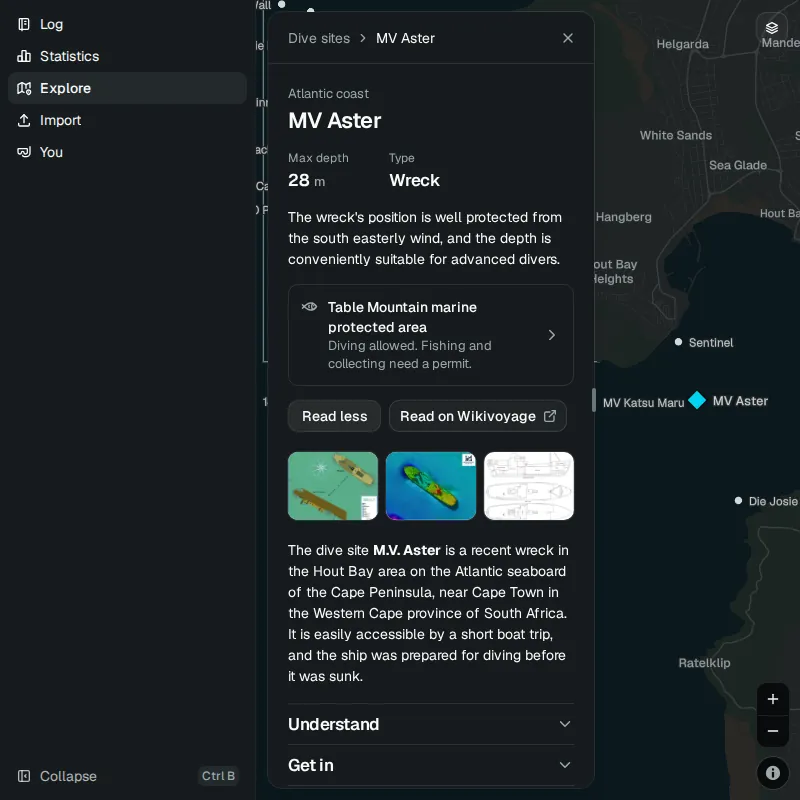 Log
Statistics
Explore
Import
You
Collapse
Ctrl B
Dive sites
MV Aster
Atlantic coast
MV Aster
Max depth
Type
28 m
Wreck
The wreck's position is well protected from
the south easterly wind, and the depth is
conveniently suitable for advanced divers.
Table Mountain marine
protected area
Diving allowed. Fishing and
collecting need a permit.
Read less
Read on Wikivoyage
The dive site M.V. Aster is a recent wreck in
the Hout Bay area on the Atlantic seaboard
of the Cape Peninsula, near Cape Town in
the Western Cape province of South Africa.
It is easily accessible by a short boat trip,
and the ship was prepared for diving before
it was sunk.
Understand
Get in
Helgarda
Mande
White Sands
Sea Glade
Hangberg
Hout Ba
out Bay
Heights
Sentinel
MV Katsu Maru
MV Aster
Die Josie
Ratelklip